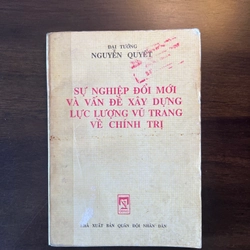 ĐẠI TƯỚNG
NGUYỄN QUYẾT
SỰ NGHIỆP ĐỔI MỚI
VÀ VẤN ĐỀ XÂY DỰNG
LỰC LƯỢNG VŨ TRANG
VỀ CHÍNH TRỊ
NHÀ XUẤT BẢN QUÂN ĐỘI NHÂN DÂN